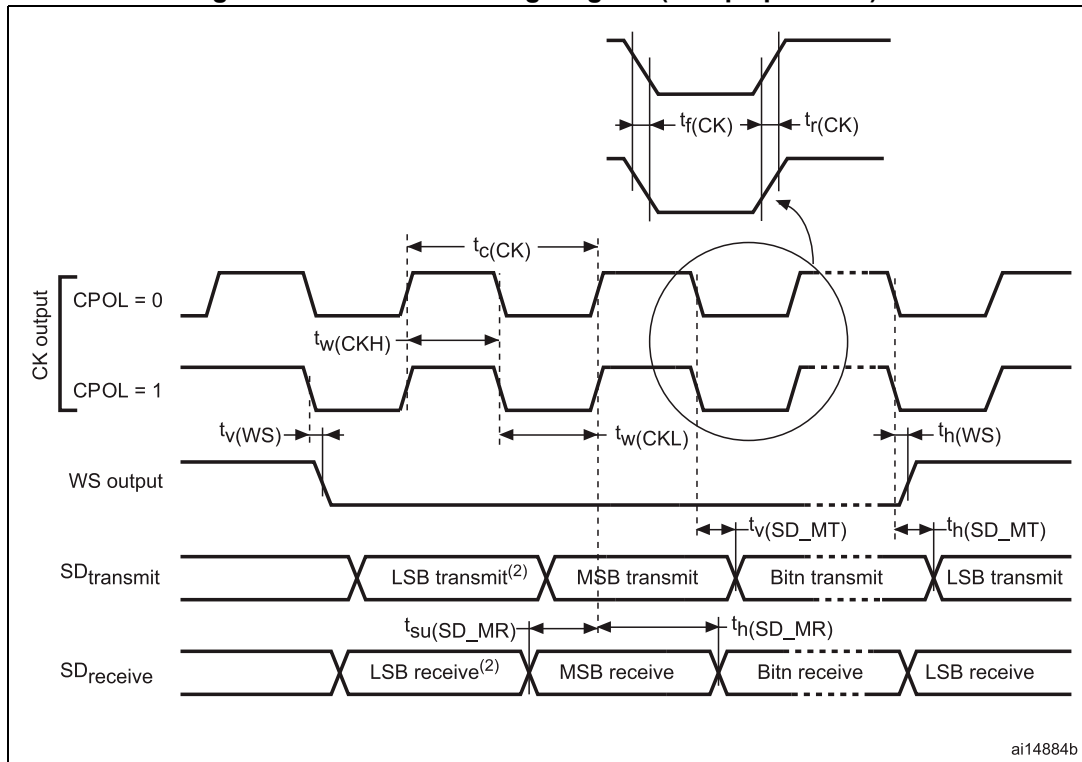 tf(CK)
tr(CK)
tc(CK)
CK output
CPOL = 0
tw(CKH)
CPOL = 1
tv(WS)
tw(CKL)
th(WS)
WS output
tv(SD_MT)
th(SD_MT)
SDtransmit
LSB transmit(2)
MSB transmit
Bitn transmit
LSB transmit
tsu(SD_MR)
th(SD_MR)
SDreceive
LSB receive(2)
MSB receive
Bitn receive
LSB receive
ai14884b